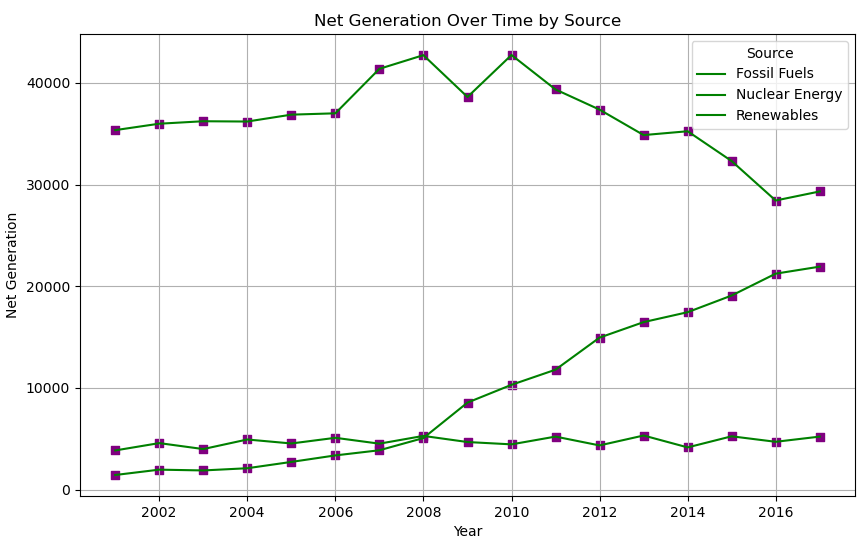 Net Generation Over Time by Source
Source
Fossil Fuels
Nuclear Energy
Renewables
Net Generation
40000
30000
20000
10000
0
2002 2004 2006 2008 2010 2012 2014 2016
Year